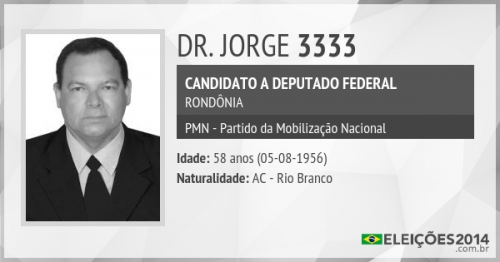 DR. JORGE 3333
CANDIDATO A DEPUTADO FEDERAL
RONDÔNIA
PMN - Partido da Mobilização Nacional
Idade: 58 anos (05-08-1956)
Naturalidade: AC - Rio Branco
ELEIÇÕES2014
.com.br